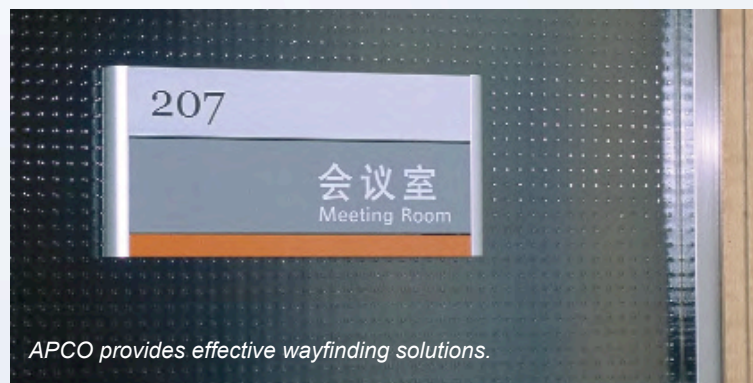 207
会议室
Meeting Room
APCO provides effective wayfinding solutions.